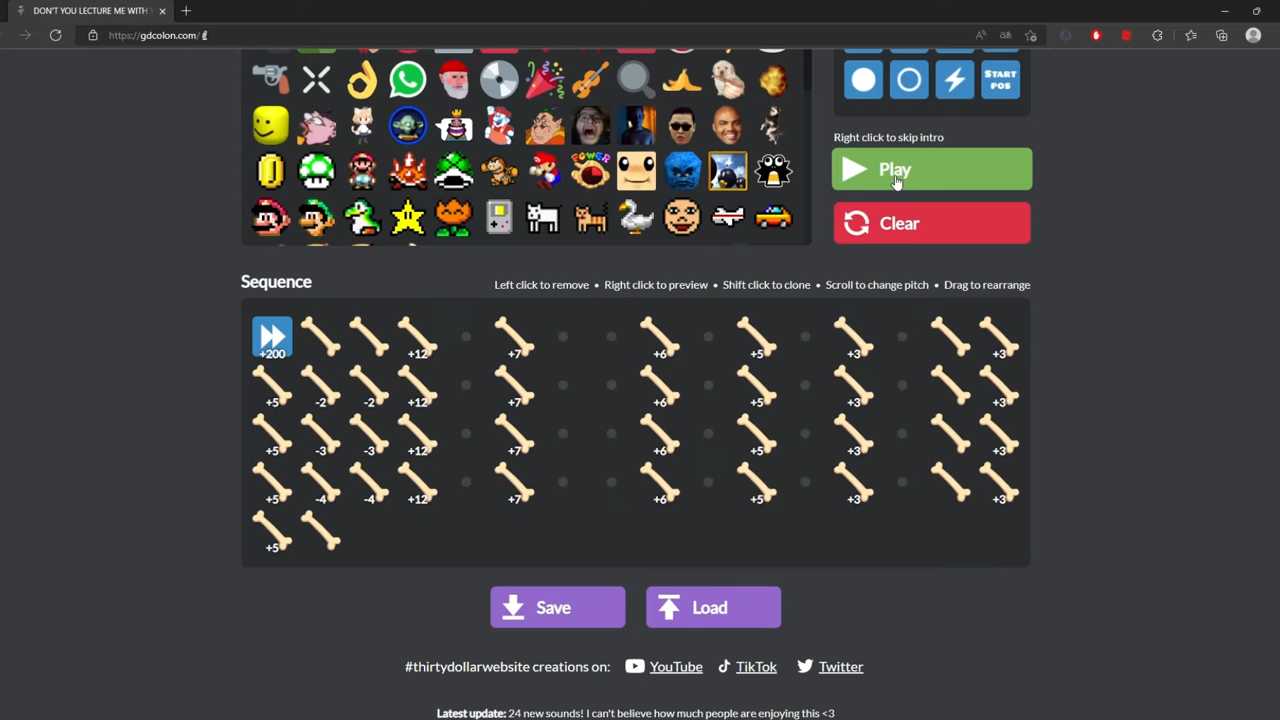 DON'T YOU LECTURE ME WITH
https://gdcolon.com/🗿
START POS
POWER
Right click to skip intro
Play
Clear
Sequence
Left click to remove • Right click to preview • Shift click to clone • Scroll to change pitch • Drag to rearrange
+200 +12 +7 +6 +5 +3 +3
+5 -2 -2 +12 +7 +6 +5 +3 +3
+5 -3 -3 +12 +7 +6 +5 +3 +3
+5 -4 -4 +12 +7 +6 +5 +3 +3
+5
Save Load
#thirtydollarwebsite creations on: YouTube TikTok Twitter
Latest update: 24 new sounds! I can't believe how much people are enjoying this <3